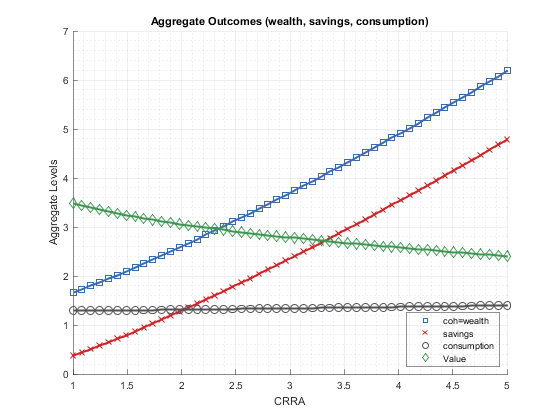 Aggregate Outcomes (wealth, savings, consumption)
Aggregate Levels
7
6
5
4
3
2
1
0
1
1.5
2
2.5
3
3.5
4
4.5
5
CRRA
coh=wealth
savings
consumption
Value